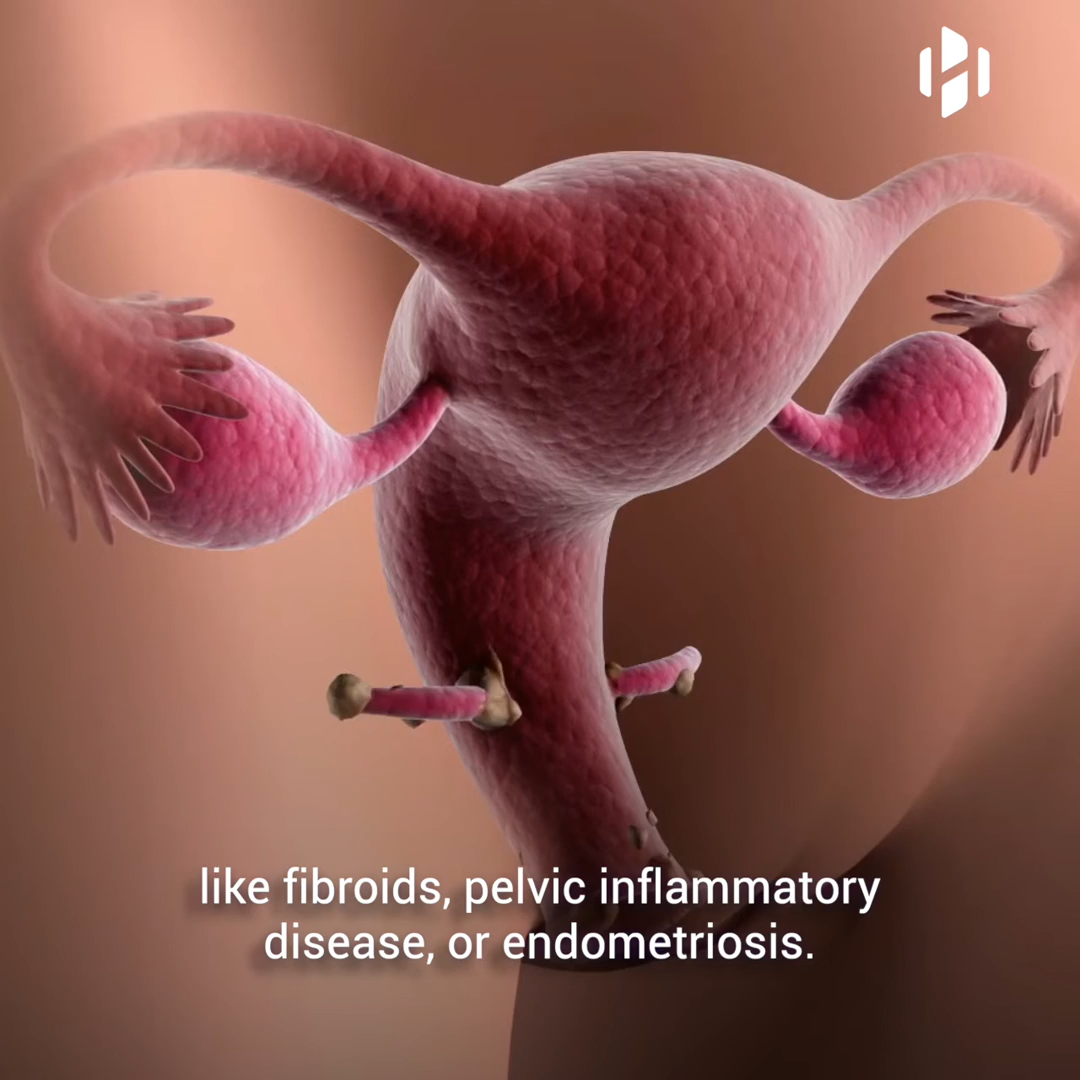 like fibroids, pelvic inflammatory
disease, or endometriosis.